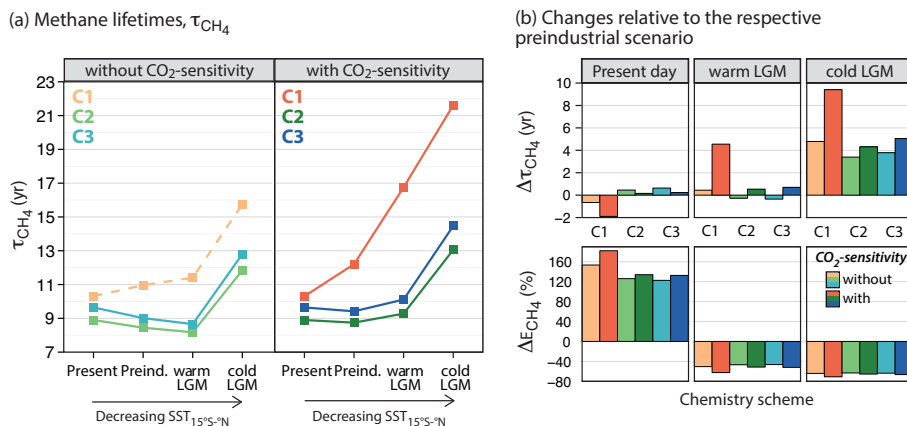 (a) Methane lifetimes, τCH4
without CO2-sensitivity
with CO2-sensitivity
23
21
19
17
15
13
11
9
7
τCH4 (yr)
C1
C2
C3
C1
C2
C3
Present
Preind.
warm
LGM
cold
LGM
Present
Preind.
warm
LGM
cold
LGM
Decreasing SST15°S-°N
Decreasing SST15°S-°N
(b) Changes relative to the respective
preindustrial scenario
Present day
warm LGM
cold LGM
ΔτCH4 (yr)
10
8
6
4
2
0
−2
C1 C2 C3
C1 C2 C3
C1 C2 C3
ΔECH4 (%)
160
120
80
40
0
−40
−80
CO2-sensitivity
without
with
Chemistry scheme